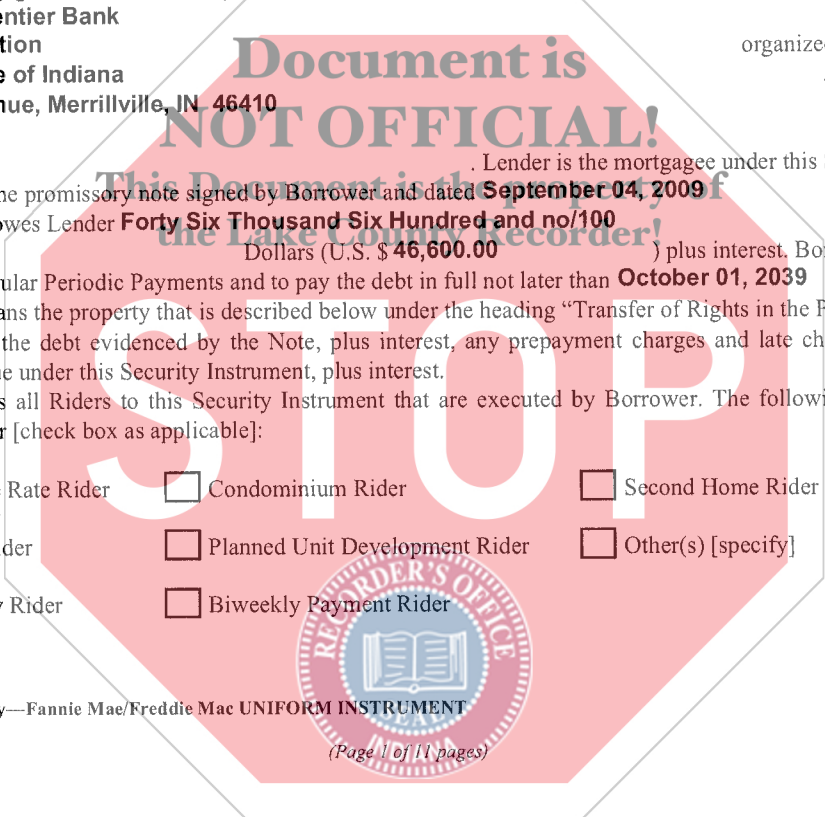 entier Bank
tion organize
e of Indiana
nue, Merrillville, IN 46410
Document is
NOT OFFICIAL!
This Document is the property of
the Lake County Recorder!
. Lender is the mortgagee under this
he promissory note signed by Borrower and dated September 04, 2009
owes Lender Forty Six Thousand Six Hundred and no/100
Dollars (U.S. $ 46,600.00 ) plus interest. Bo
ular Periodic Payments and to pay the debt in full not later than October 01, 2039
ans the property that is described below under the heading “Transfer of Rights in the P
the debt evidenced by the Note, plus interest, any prepayment charges and late ch
e under this Security Instrument, plus interest.
s all Riders to this Security Instrument that are executed by Borrower. The followi
r [check box as applicable]:
STOP
Rate Rider Condominium Rider Second Home Rider
der Planned Unit Development Rider Other(s) [specify]
Rider Biweekly Payment Rider
RECORDER'S OFFICE
SEAL
INDIANA
y—Fannie Mae/Freddie Mac UNIFORM INSTRUMENT
(Page 1 of 11 pages)